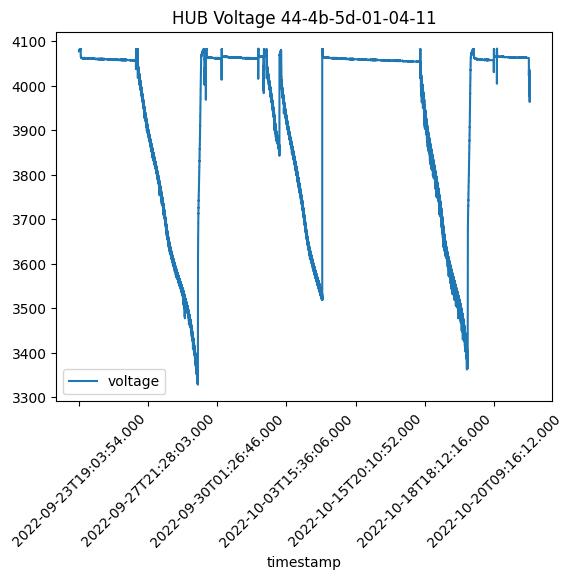 HUB Voltage 44-4b-5d-01-04-11
4100
4000
3900
3800
3700
3600
3500
3400
3300
voltage
2022-09-23T19:03:54.000
2022-09-27T21:28:03.000
2022-09-30T01:26:46.000
2022-10-03T15:36:06.000
2022-10-15T20:10:52.000
2022-10-18T18:12:16.000
2022-10-20T09:16:12.000
timestamp